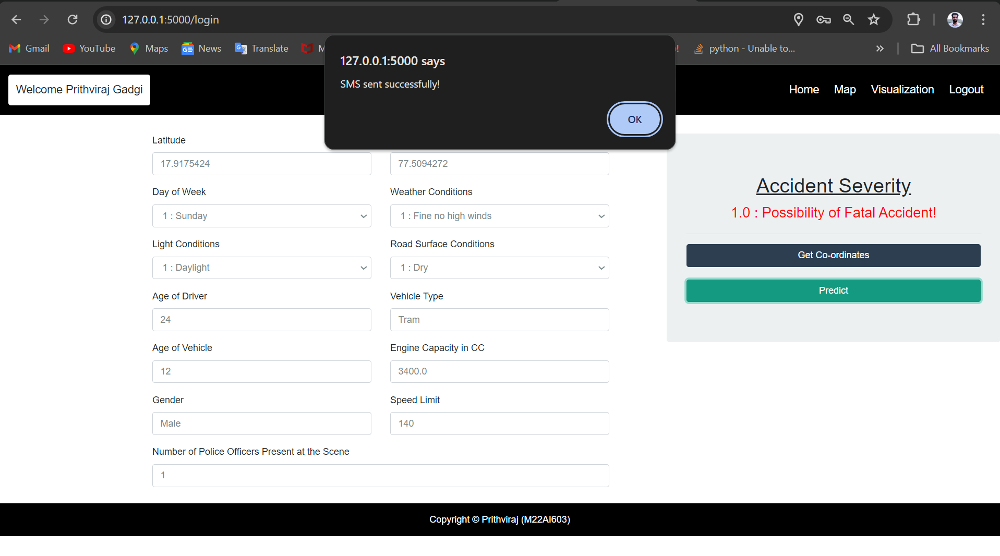 127.0.0.1:5000/login
Gmail YouTube Maps News Translate python - Unable to... All Bookmarks
127.0.0.1:5000 says
SMS sent successfully!
OK
Welcome Prithviraj Gadgi Home Map Visualization Logout
Latitude
17.9175424 77.5094272
Day of Week Weather Conditions
1 : Sunday 1 : Fine no high winds
Light Conditions Road Surface Conditions
1 : Daylight 1 : Dry
Age of Driver Vehicle Type
24 Tram
Age of Vehicle Engine Capacity in CC
12 3400.0
Gender Speed Limit
Male 140
Number of Police Officers Present at the Scene
1
Accident Severity
1.0 : Possibility of Fatal Accident!
Get Co-ordinates
Predict
Copyright © Prithviraj (M22AI603)